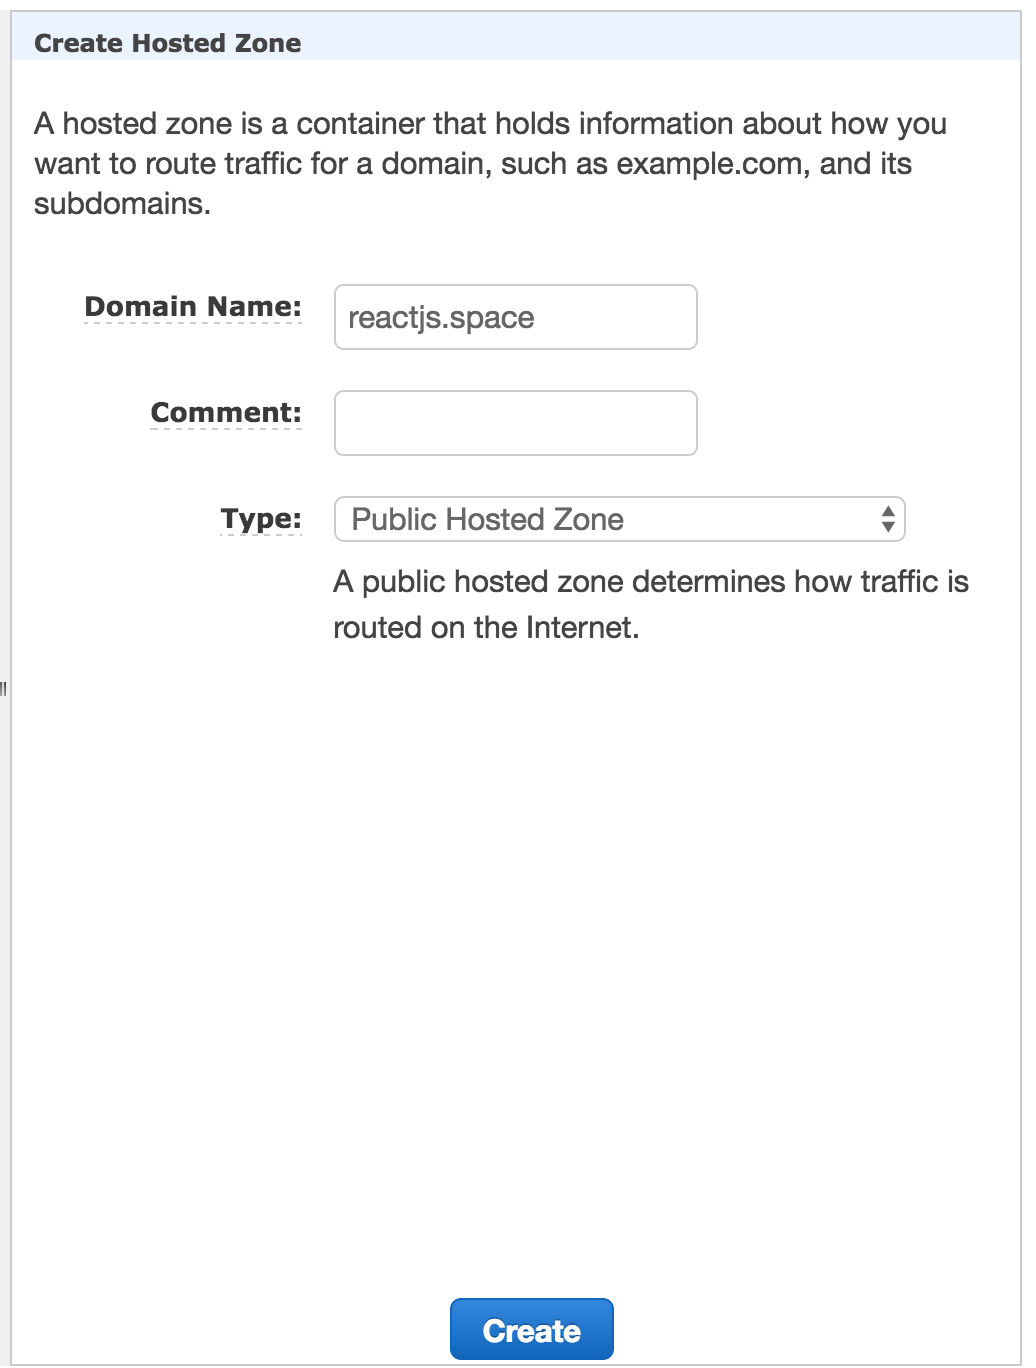 Create Hosted Zone
A hosted zone is a container that holds information about how you
want to route traffic for a domain, such as example.com, and its
subdomains.
Domain Name: reactjs.space
Comment:
Type: Public Hosted Zone
A public hosted zone determines how traffic is
routed on the Internet.
Create